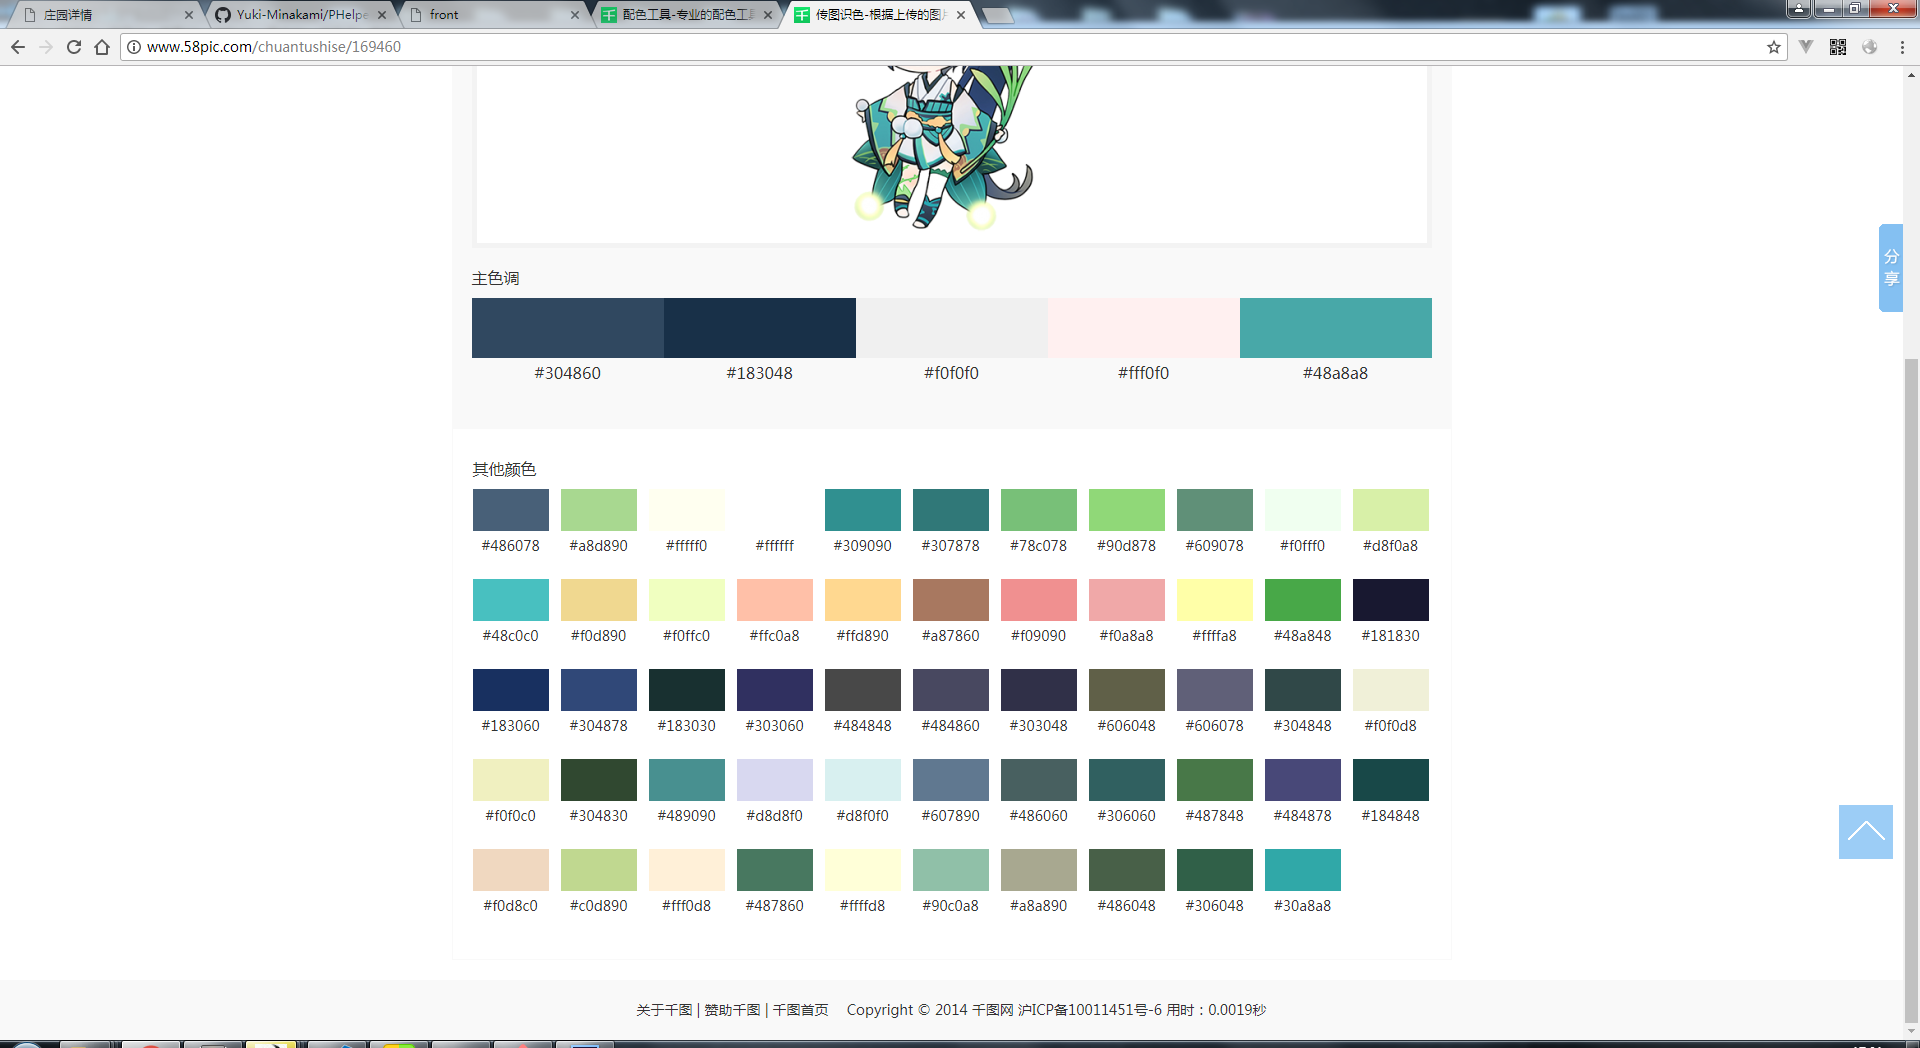 庄园详情
Yuki-Minakami/PHelpe
front
配色工具-专业的配色工具
传图识色-根据上传的图片
www.58pic.com/chuantushise/169460
分
享
主色调
#304860 #183048 #f0f0f0 #fff0f0 #48a8a8
其他颜色
#486078 #a8d890 #fffff0 #ffffff #309090 #307878 #78c078 #90d878 #609078 #f0fff0 #d8f0a8
#48c0c0 #f0d890 #f0ffc0 #ffc0a8 #ffd890 #a87860 #f09090 #f0a8a8 #ffffa8 #48a848 #181830
#183060 #304878 #183030 #303060 #484848 #484860 #303048 #606048 #606078 #304848 #f0f0d8
#f0f0c0 #304830 #489090 #d8d8f0 #d8f0f0 #607890 #486060 #306060 #487848 #484878 #184848
#f0d8c0 #c0d890 #fff0d8 #487860 #ffffd8 #90c0a8 #a8a890 #486048 #306048 #30a8a8
关于千图 | 赞助千图 | 千图首页 Copyright © 2014 千图网 沪ICP备10011451号-6 用时：0.0019秒